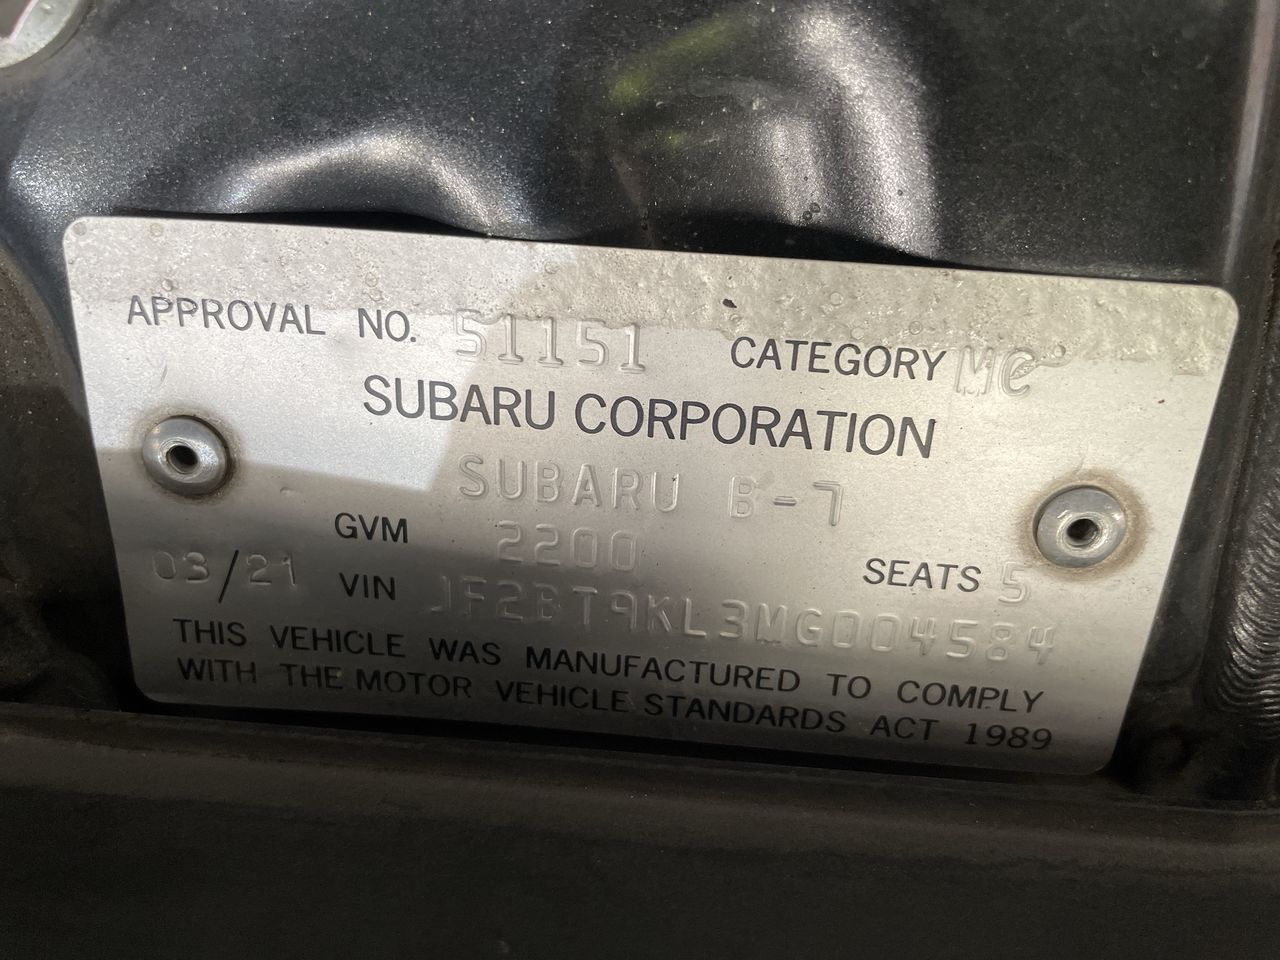 APPROVAL NO. 51151 CATEGORY MC
SUBARU CORPORATION
SUBARU B-7
GVM 2200 SEATS 5
03/21 VIN JF2BT9KL3MG004584
THIS VEHICLE WAS MANUFACTURED TO COMPLY
WITH THE MOTOR VEHICLE STANDARDS ACT 1989